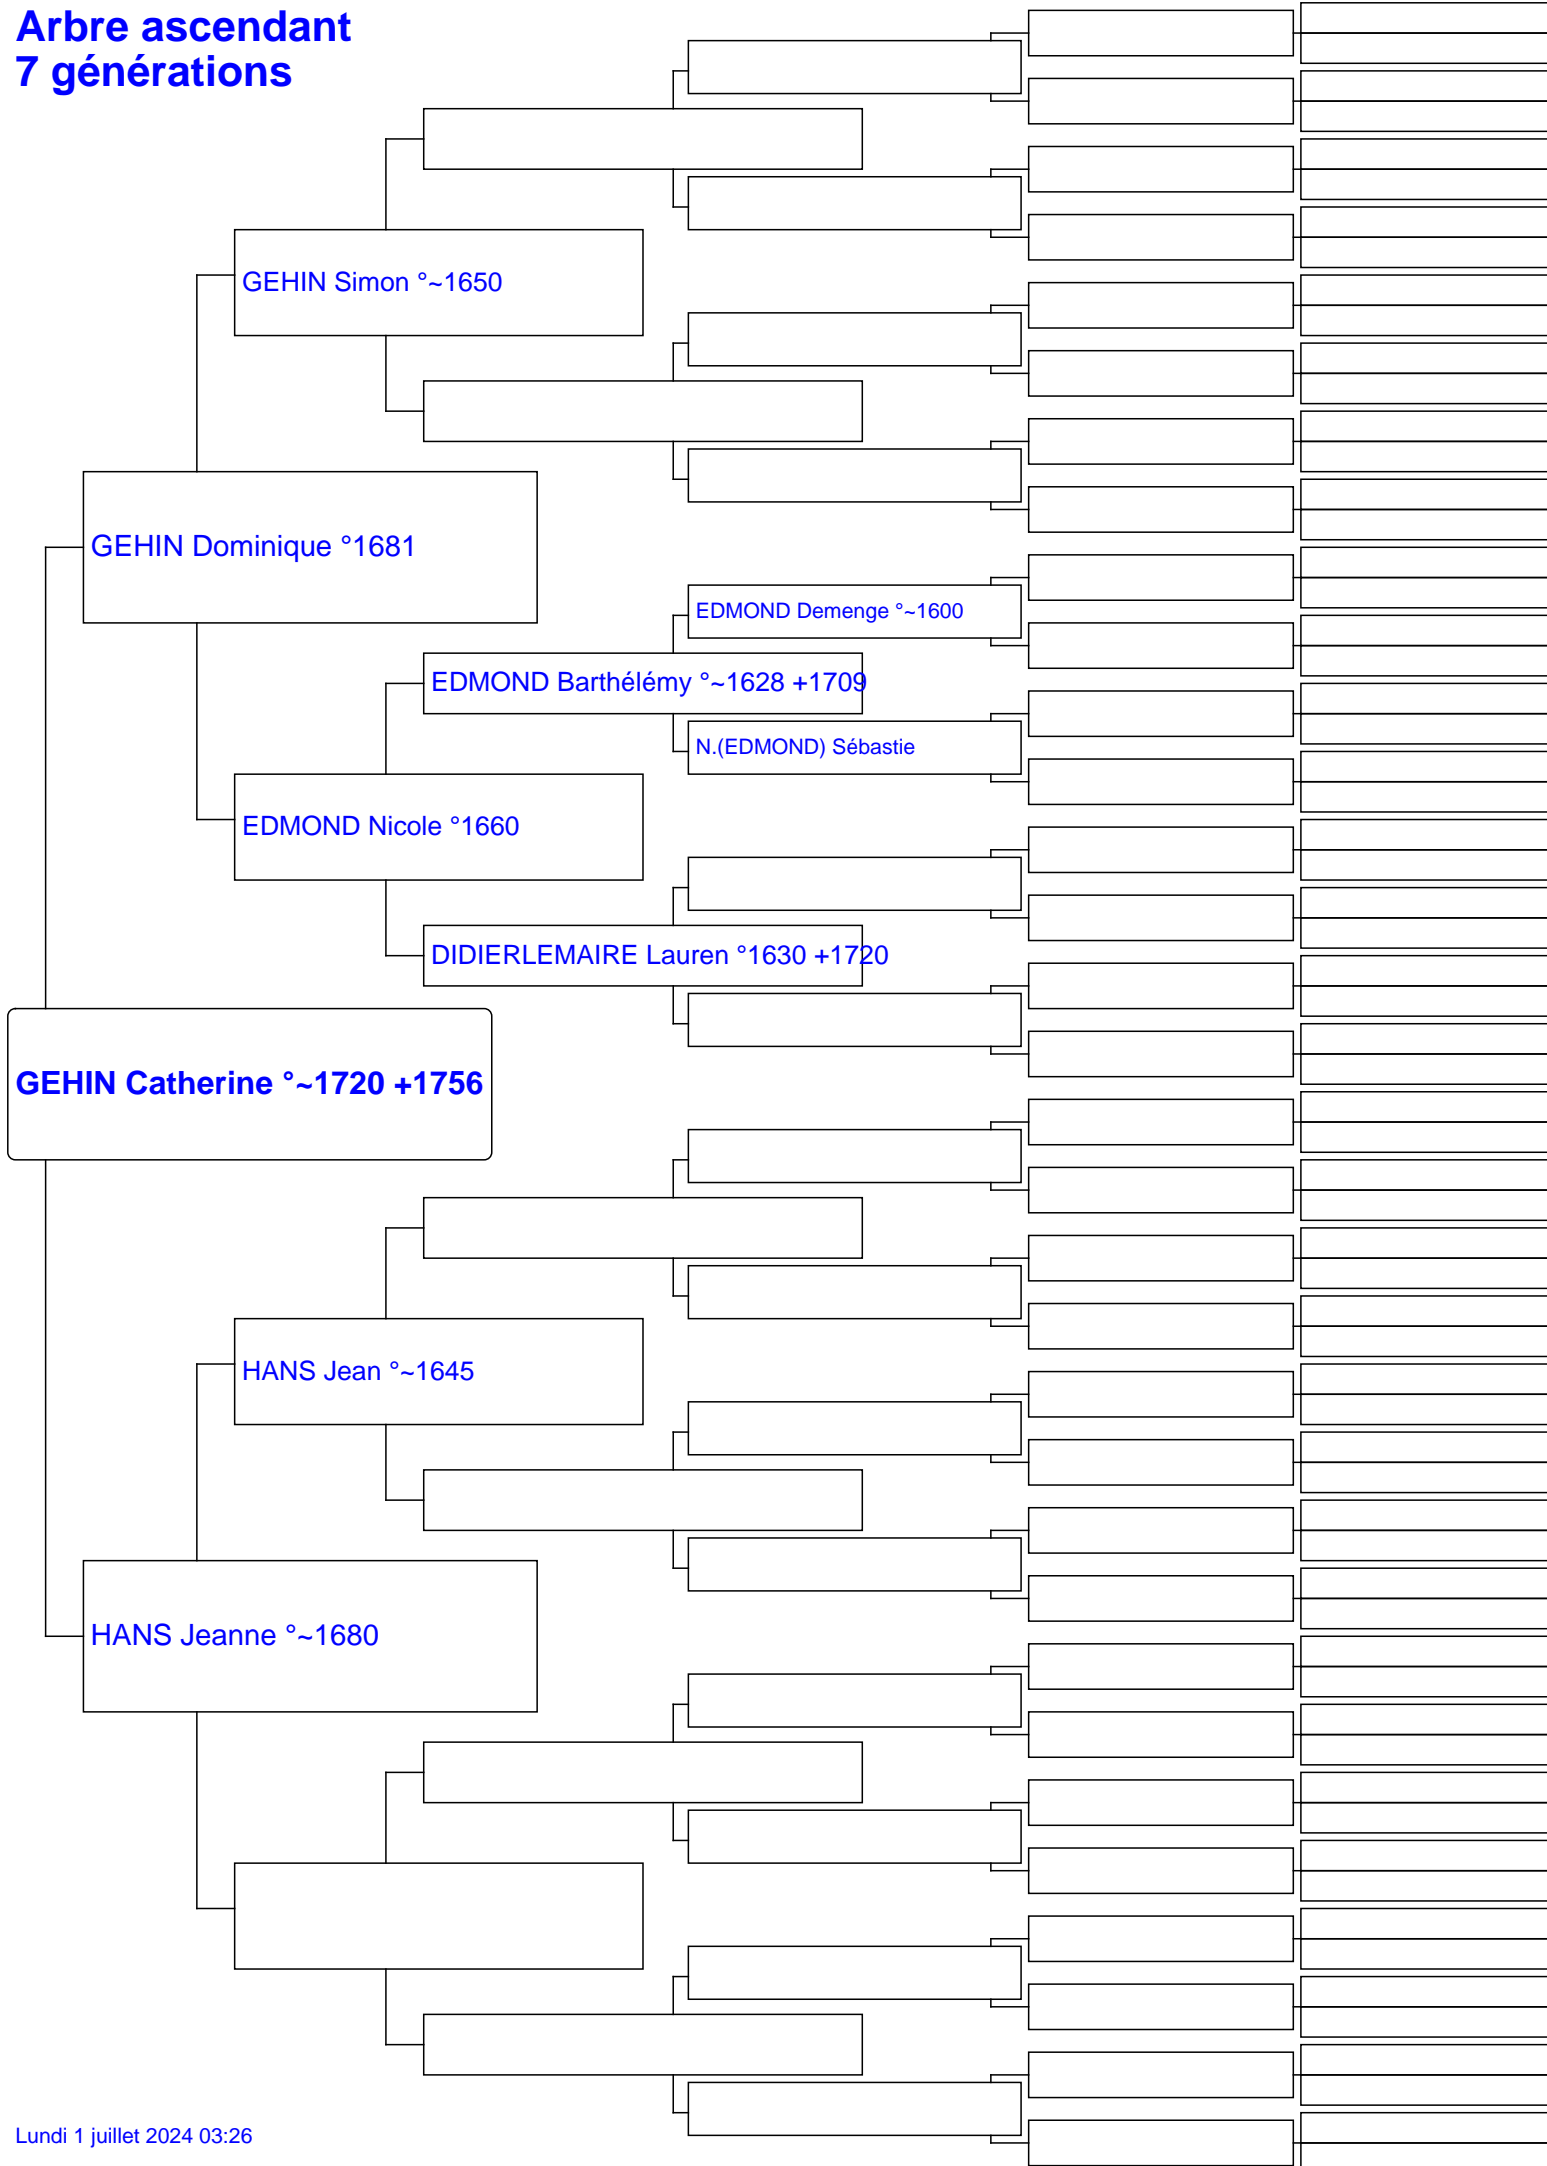 Arbre ascendant
7 générations
GEHIN Simon °~1650
GEHIN Dominique °1681
EDMOND Demenge °~1600
EDMOND Barthélémy °~1628 +1709
N.(EDMOND) Sébastie
EDMOND Nicole °1660
DIDIERLEMAIRE Lauren °1630 +1720
GEHIN Catherine °~1720 +1756
HANS Jean °~1645
HANS Jeanne °~1680
Lundi 1 juillet 2024 03:26